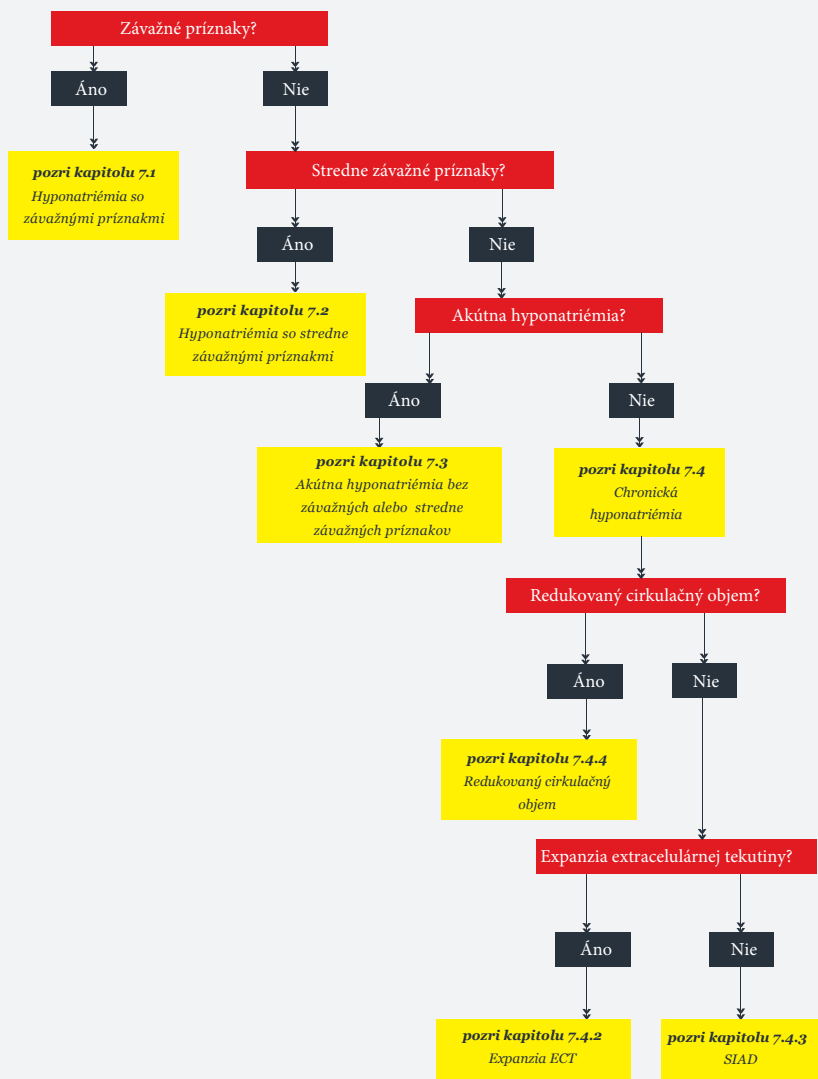 Závažné príznaky?
Áno
Nie
pozri kapitolu 7.1
Hyponatriémia so
závažnými príznakmi
Stredne závažné príznaky?
Áno
Nie
pozri kapitolu 7.2
Hyponatriémia so stredne
závažnými príznakmi
Akútna hyponatriémia?
Áno
Nie
pozri kapitolu 7.3
Akútna hyponatriémia bez
závažných alebo stredne
závažných príznakov
pozri kapitolu 7.4
Chronická
hyponatriémia
Redukovaný cirkulačný objem?
Áno
Nie
pozri kapitolu 7.4.4
Redukovaný cirkulačný
objem
Expanzia extracelulárnej tekutiny?
Áno
Nie
pozri kapitolu 7.4.2
Expanzia ECT
pozri kapitolu 7.4.3
SIAD